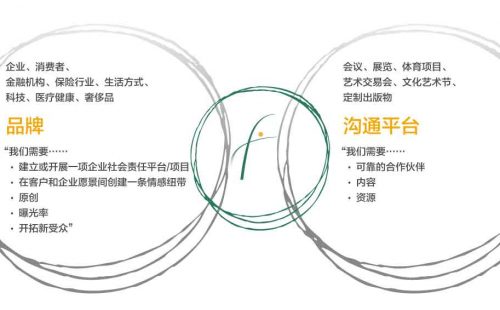 企业、消费者、
金融机构、保险行业、生活方式、
科技、医疗健康、奢侈品
品牌
“我们需要……
· 建立或开展一项企业社会责任平台/项目
· 在客户和企业愿景间创建一条情感纽带
· 原创
· 曝光率
· 开拓新受众”
会议、展览、体育项目、
艺术交易会、文化艺术节、
定制出版物
沟通平台
“我们需要……
· 可靠的合作伙伴
· 内容
· 资源